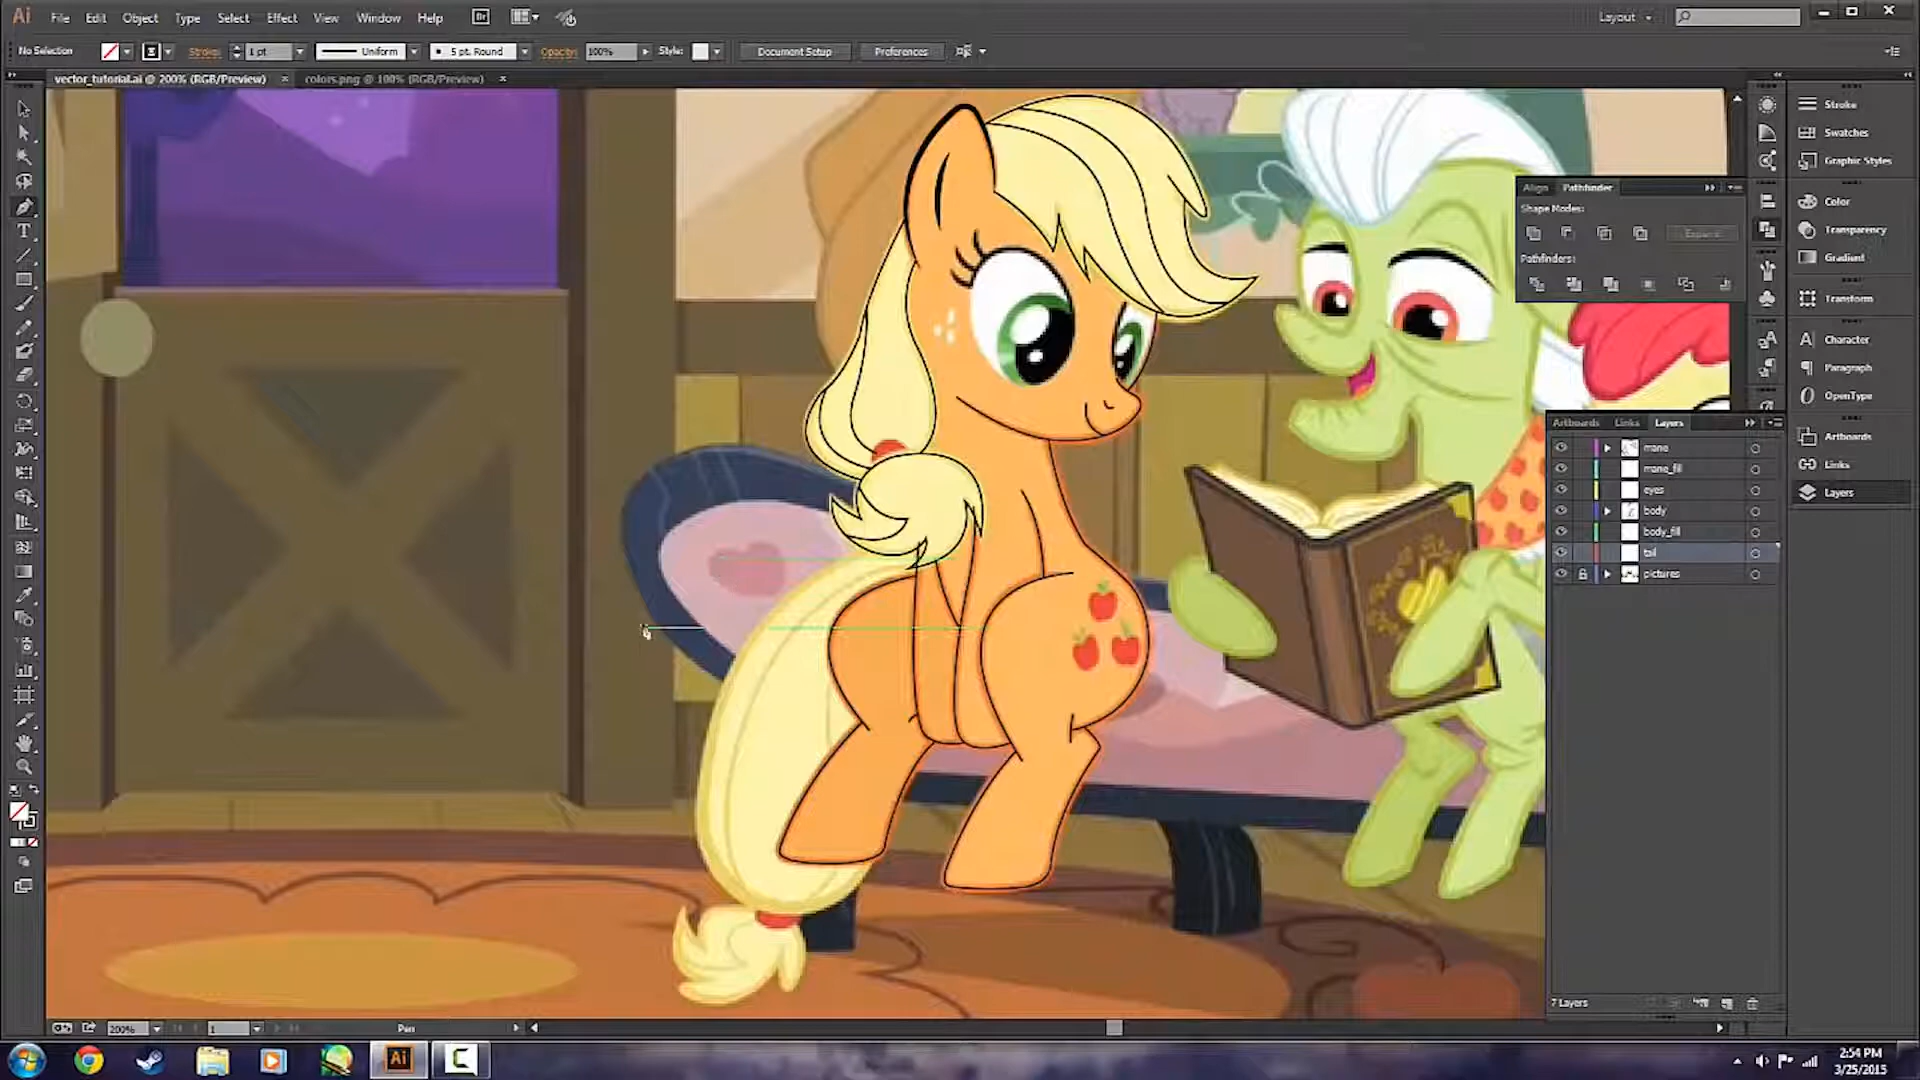 Ai File Edit Object Type Select Effect View Window Help Br Layout
No Selection Stroke: 1 pt Uniform 5 pt. Round Opacity: 100% Style: Document Setup Preferences
vector_tutorial.ai @ 200% (RGB/Preview) × colors.png @ 100% (RGB/Preview) ×
Stroke
Swatches
Graphic Styles
Color
Transparency
Gradient
Transform
Character
Paragraph
OpenType
Artboards
Links
Layers
Align Pathfinder
Shape Modes:
Expand
Pathfinders:
Artboards Links Layers
mane
mane_fill
eyes
body
body_fill
tail
pictures
7 Layers
200% 1 Pen
Ai
2:54 PM
3/25/2015